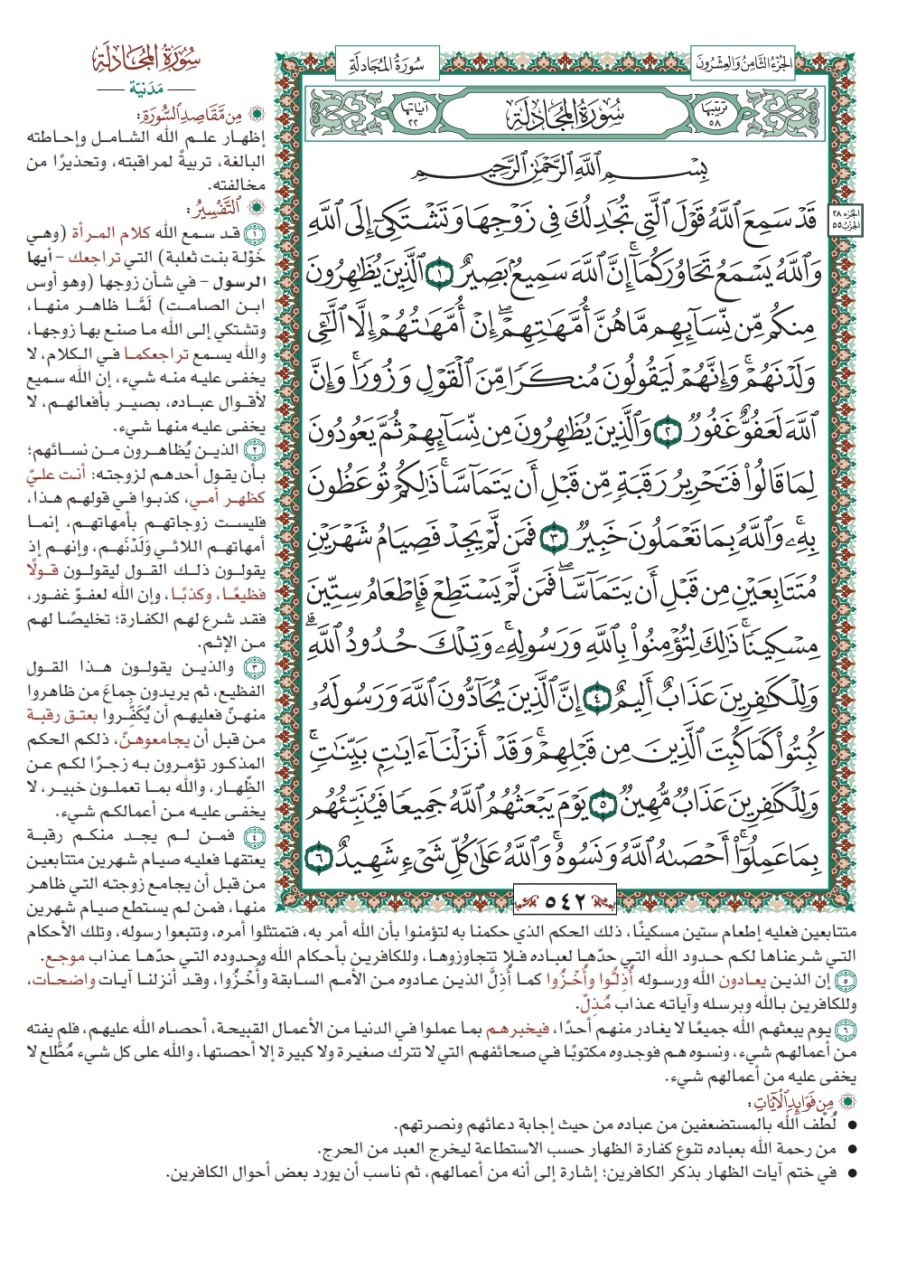 سُورَةُ المُجَادلَةِ
الجُزءُ الثَّامِنُ وَالعِشْرُونَ
ترتيبها ٥٨
سُورَةُ المُجَادلَةِ
آياتها ٢٢
بِسْمِ اللَّهِ الرَّحْمَٰنِ الرَّحِيمِ
الجزء ٢٨
الحزب ٥٥
قَدْ سَمِعَ اللَّهُ قَوْلَ الَّتِي تُجَادِلُكَ فِي زَوْجِهَا وَتَشْتَكِي إِلَى اللَّهِ
وَاللَّهُ يَسْمَعُ تَحَاوُرَكُمَا إِنَّ اللَّهَ سَمِيعٌ بَصِيرٌ ١ الَّذِينَ يُظَاهِرُونَ
مِنكُم مِّن نِّسَائِهِم مَّا هُنَّ أُمَّهَاتِهِمْ إِنْ أُمَّهَاتُهُمْ إِلَّا الَّٰـِٔي
وَلَدْنَهُمْ وَإِنَّهُمْ لَيَقُولُونَ مُنكَرًا مِّنَ الْقَوْلِ وَزُورًا وَإِنَّ
اللَّهَ لَعَفُوٌّ غَفُورٌ ٢ وَالَّذِينَ يُظَاهِرُونَ مِن نِّسَائِهِمْ ثُمَّ يَعُودُونَ
لِمَا قَالُوا فَتَحْرِيرُ رَقَبَةٍ مِّن قَبْلِ أَن يَتَمَاسَّا ذَٰلِكُمْ تُوعَظُونَ
بِهِ وَاللَّهُ بِمَا تَعْمَلُونَ خَبِيرٌ ٣ فَمَن لَّمْ يَجِدْ فَصِيَامُ شَهْرَيْنِ
مُتَتَابِعَيْنِ مِن قَبْلِ أَن يَتَمَاسَّا فَمَن لَّمْ يَسْتَطِعْ فَإِطْعَامُ سِتِّينَ
مِسْكِينًا ذَٰلِكَ لِتُؤْمِنُوا بِاللَّهِ وَرَسُولِهِ وَتِلْكَ حُدُودُ اللَّهِ
وَلِلْكَافِرِينَ عَذَابٌ أَلِيمٌ ٤ إِنَّ الَّذِينَ يُحَادُّونَ اللَّهَ وَرَسُولَهُ
كُبِتُوا كَمَا كُبِتَ الَّذِينَ مِن قَبْلِهِمْ وَقَدْ أَنزَلْنَا آيَاتٍ بَيِّنَاتٍ
وَلِلْكَافِرِينَ عَذَابٌ مُّهِينٌ ٥ يَوْمَ يَبْعَثُهُمُ اللَّهُ جَمِيعًا فَيُنَبِّئُهُم
بِمَا عَمِلُوا أَحْصَاهُ اللَّهُ وَنَسُوهُ وَاللَّهُ عَلَىٰ كُلِّ شَيْءٍ شَهِيدٌ ٦
٥٤٢
سُورَةُ المُجَادلَةِ
— مَدَنيّة —
مِن مَّقَاصِدِ السُّورَةِ:
إظهار علم الله الشامل وإحاطته
البالغة، تربيةً لمراقبته، وتحذيرًا من
مخالفته.
التَّفْسِيرُ:
١ قد سمع الله كلام المرأة (وهي
خَوْلة بنت ثعلبة) التي تراجعك – أيها
الرسول – في شأن زوجها (وهو أوس
ابن الصامت) لَمَّا ظاهر منها،
وتشتكي إلى الله ما صنع بها زوجها،
والله يسمع تراجعكما في الكلام، لا
يخفى عليه منه شيء، إن الله سميع
لأقوال عباده، بصير بأفعالهم، لا
يخفى عليه منها شيء.
٢ الذين يُظاهرون من نسائهم؛
بأن يقول أحدهم لزوجته: أنت عليّ
كظهر أمي، كذبوا في قولهم هذا،
فليست زوجاتهم بأمهاتهم، إنما
أمهاتهم اللائي وَلَدْنَهم، وإنهم إذ
يقولون ذلك القول ليقولون قولًا
فظيعًا، وكذبًا، وإن الله لعفوّ غفور،
فقد شرع لهم الكفارة؛ تخليصًا لهم
من الإثم.
٣ والذين يقولون هذا القول
الفظيع، ثم يريدون جماعَ من ظاهروا
منهنّ فعليهم أن يُكَفِّروا بعتق رقبة
من قبل أن يجامعوهنّ، ذلكم الحكم
المذكور تؤمرون به زجرًا لكم عن
الظِّهار، والله بما تعملون خبير، لا
يخفى عليه من أعمالكم شيء.
٤ فمن لم يجد منكم رقبة
يعتقها فعليه صيام شهرين متتابعين
من قبل أن يجامع زوجته التي ظاهر
منها، فمن لم يستطع صيام شهرين
متتابعين فعليه إطعام ستين مسكينًا، ذلك الحكم الذي حكمنا به لتؤمنوا بأن الله أمر به، فتمتثلوا أمره، وتتبعوا رسوله، وتلك الأحكام
التي شرعناها لكم حدود الله التي حدّها لعباده فلا تتجاوزوها، وللكافرين بأحكام الله وحدوده التي حدّها عذاب موجع.
٥ إن الذين يعادون الله ورسوله أُذِلُّوا وأُخْزُوا كما أُذِلَّ الذين عادوه من الأمم السابقة وأُخْزُوا، وقد أنزلنا آيات واضحات،
وللكافرين بالله وبرسله وآياته عذاب مُذِلّ.
٦ يوم يبعثهم الله جميعًا لا يغادر منهم أحدًا، فيخبرهم بما عملوا في الدنيا من الأعمال القبيحة، أحصاه الله عليهم، فلم يفته
من أعمالهم شيء، ونسوه هم فوجدوه مكتوبًا في صحائفهم التي لا تترك صغيرة ولا كبيرة إلا أحصتها، والله على كل شيء مُطَّلع لا
يخفى عليه من أعمالهم شيء.
مِن فَوَائِدِ الآيَاتِ:
• لُطْف الله بالمستضعفين من عباده من حيث إجابة دعائهم ونصرتهم.
• من رحمة الله بعباده تنوع كفارة الظهار حسب الاستطاعة ليخرج العبد من الحرج.
• في ختم آيات الظهار بذكر الكافرين؛ إشارة إلى أنه من أعمالهم، ثم ناسب أن يورد بعض أحوال الكافرين.